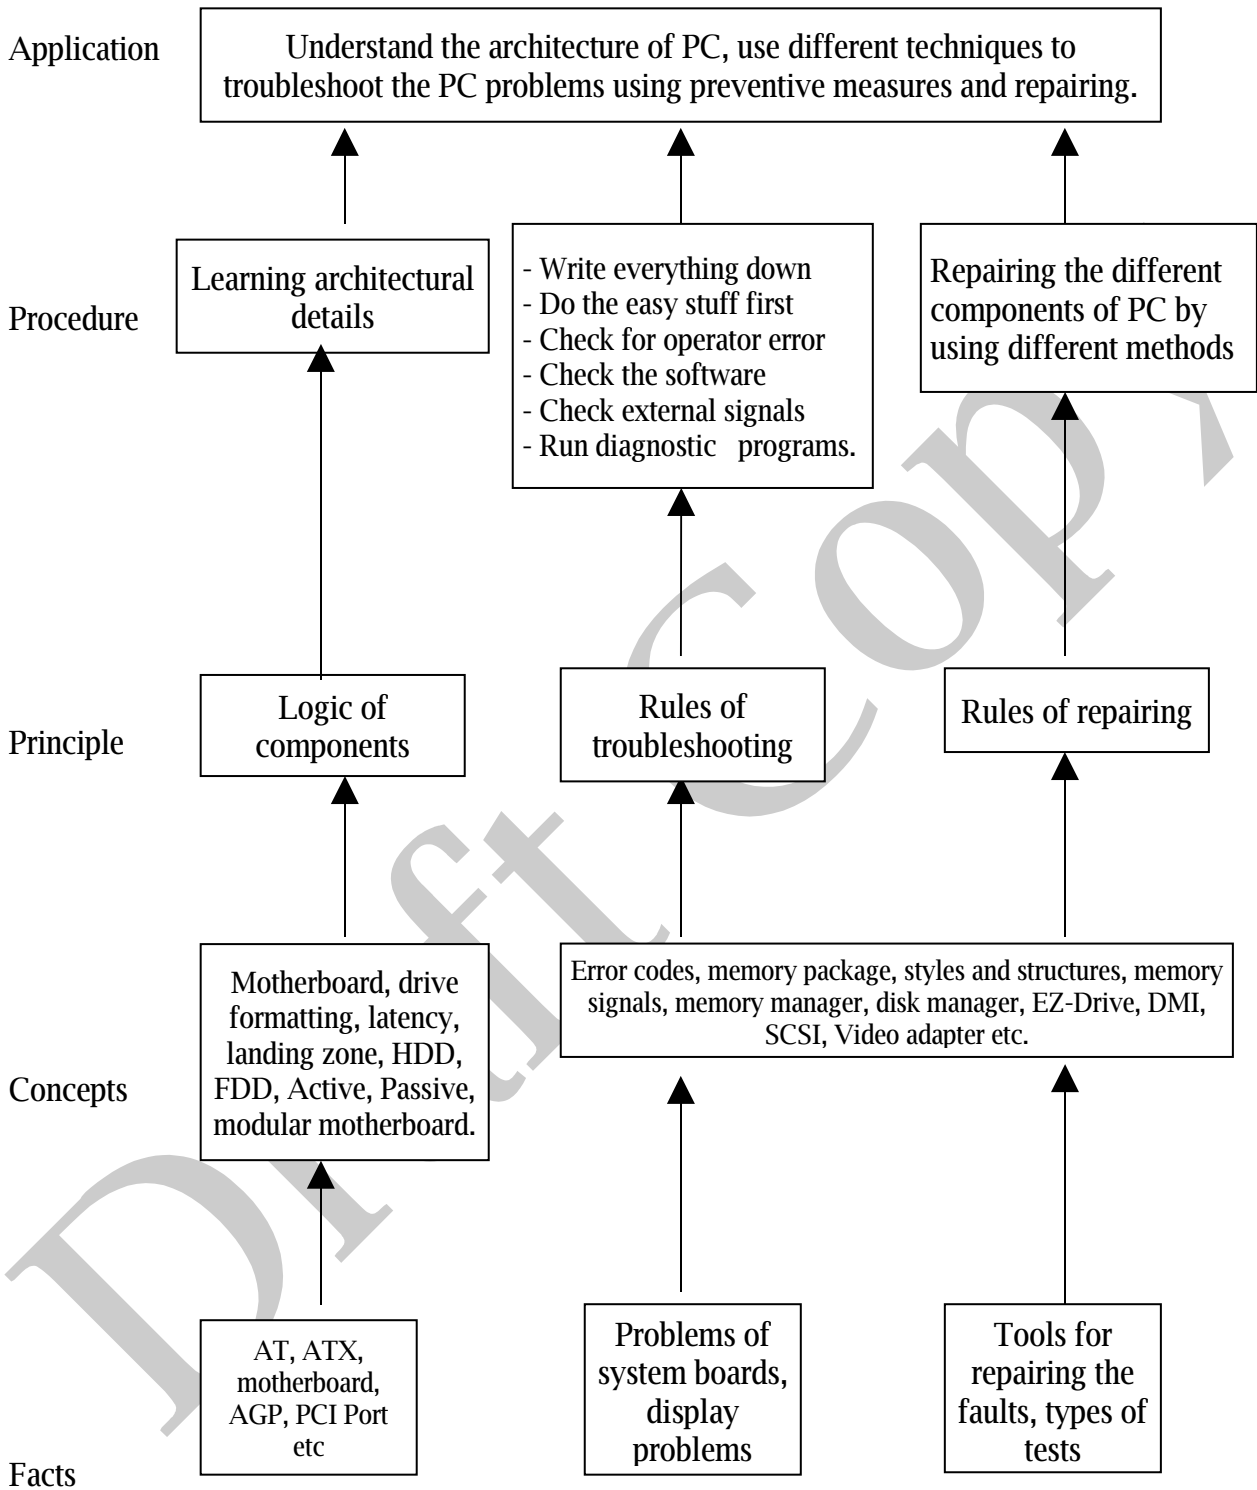 Application
Understand the architecture of PC, use different techniques to
troubleshoot the PC problems using preventive measures and repairing.
Procedure
Learning architectural
details
- Write everything down
- Do the easy stuff first
- Check for operator error
- Check the software
- Check external signals
- Run diagnostic programs.
Repairing the different
components of PC by
using different methods
Principle
Logic of
components
Rules of
troubleshooting
Rules of repairing
Concepts
Motherboard, drive
formatting, latency,
landing zone, HDD,
FDD, Active, Passive,
modular motherboard.
Error codes, memory package, styles and structures, memory
signals, memory manager, disk manager, EZ-Drive, DMI,
SCSI, Video adapter etc.
Facts
AT, ATX,
motherboard,
AGP, PCI Port
etc
Problems of
system boards,
display
problems
Tools for
repairing the
faults, types of
tests
Draft Copy